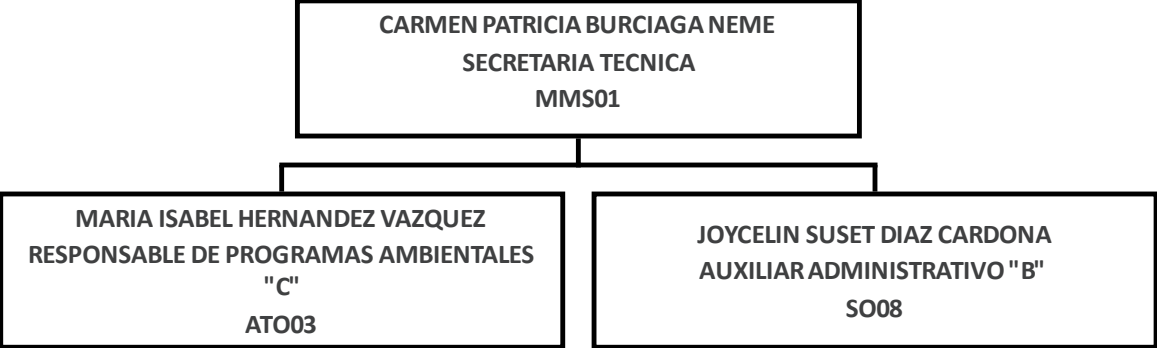 CARMEN PATRICIA BURCIAGA NEME
SECRETARIA TECNICA
MMS01
MARIA ISABEL HERNANDEZ VAZQUEZ
RESPONSABLE DE PROGRAMAS AMBIENTALES
"C"
ATO03
JOYCELIN SUSET DIAZ CARDONA
AUXILIAR ADMINISTRATIVO "B"
SO08